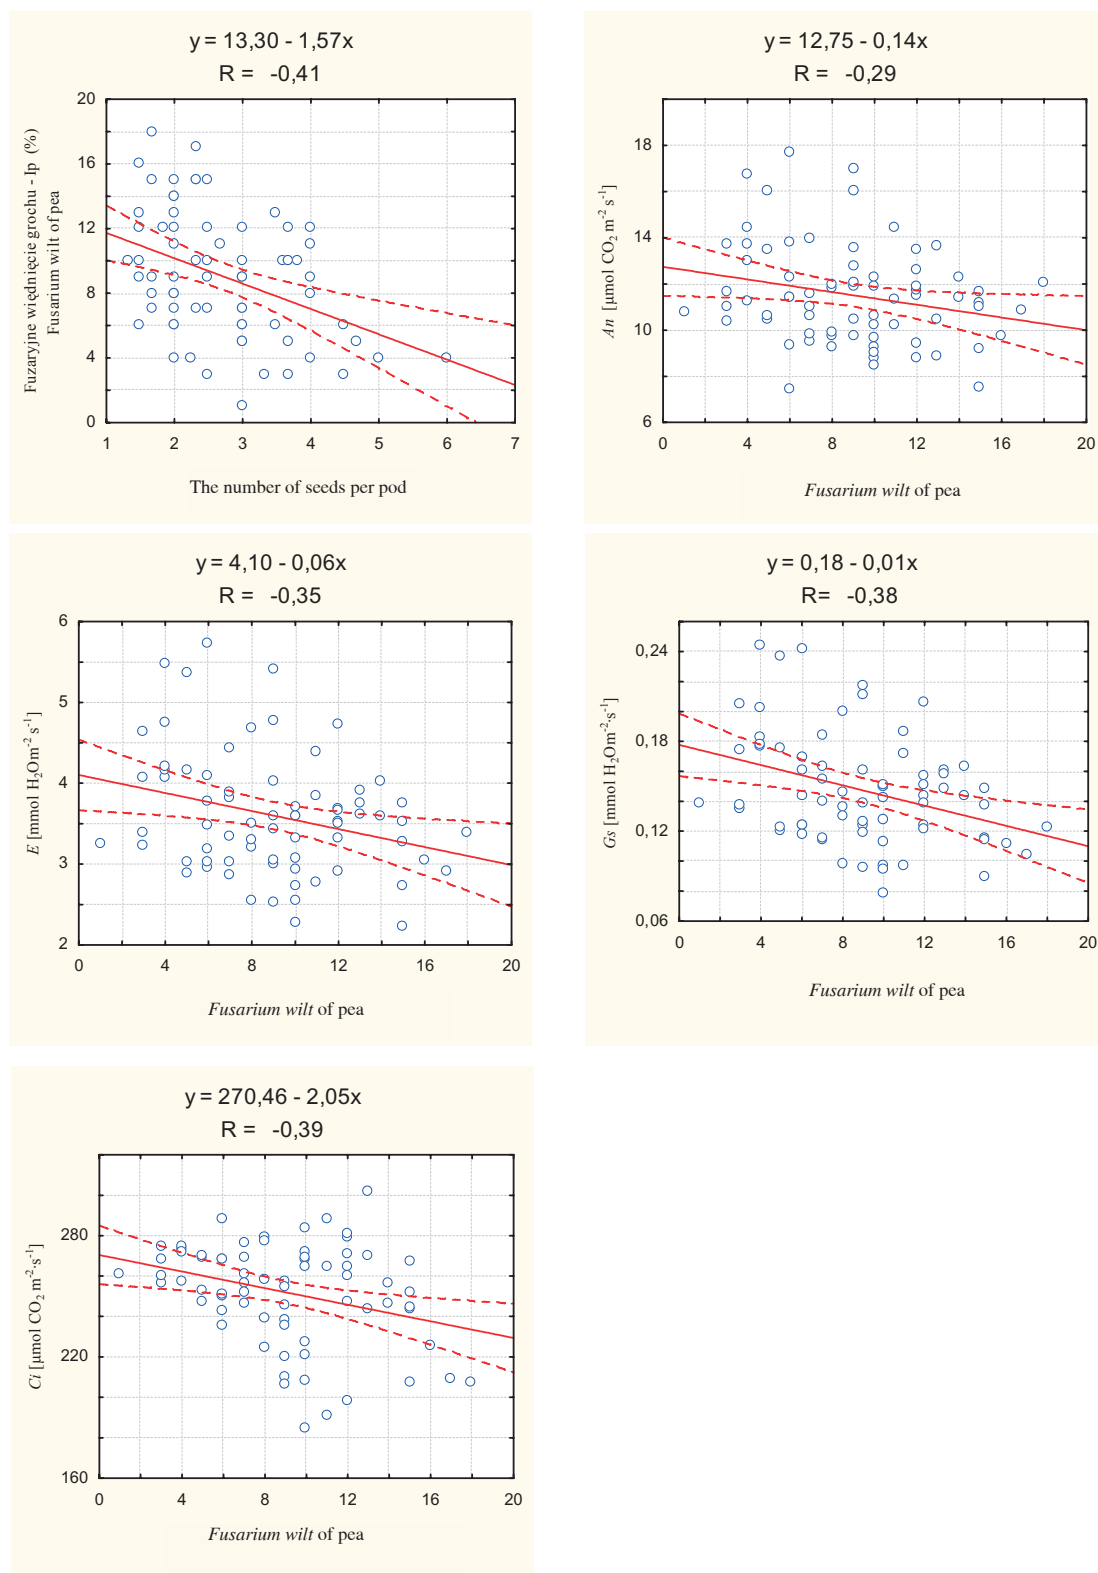 y = 13,30 - 1,57x
R = -0,41
20
16
12
8
4
0
Fuzaryjne więdnięcie grochu - Ip (%)
Fusarium wilt of pea
1 2 3 4 5 6 7
The number of seeds per pod
y = 12,75 - 0,14x
R = -0,29
18
14
10
6
An [µmol CO₂ m⁻² s⁻¹]
0 4 8 12 16 20
Fusarium wilt of pea
y = 4,10 - 0,06x
R = -0,35
6
5
4
3
2
E [mmol H₂Om⁻² s⁻¹]
0 4 8 12 16 20
Fusarium wilt of pea
y = 0,18 - 0,01x
R= -0,38
0,24
0,18
0,12
0,06
Gs [mmol H₂Om⁻²·s⁻¹]
0 4 8 12 16 20
Fusarium wilt of pea
y = 270,46 - 2,05x
R = -0,39
280
220
160
Ci [µmol CO₂ m⁻²·s⁻¹]
0 4 8 12 16 20
Fusarium wilt of pea